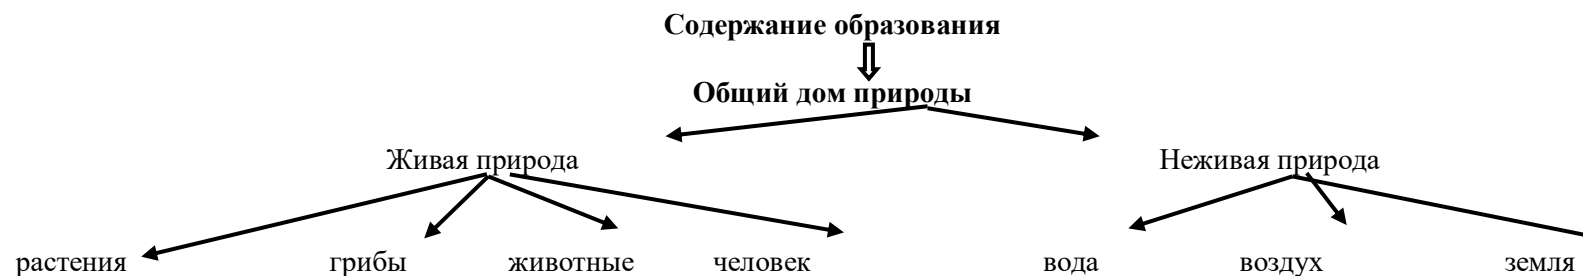 Содержание образования
Общий дом природы
Живая природа Неживая природа
растения грибы животные человек вода воздух земля